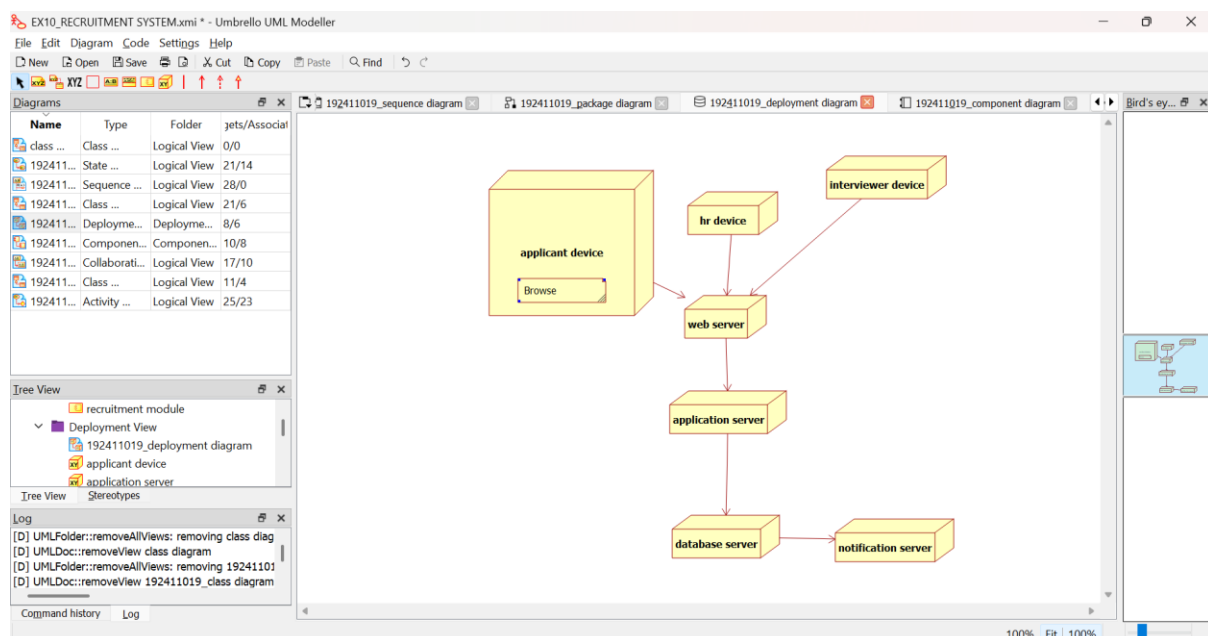 EX10_RECRUITMENT SYSTEM.xmi * - Umbrello UML Modeller
File Edit Diagram Code Settings Help
New Open Save Cut Copy Paste Find
XYZ
Diagrams
192411019_sequence diagram 192411019_package diagram 192411019_deployment diagram 192411019_component diagram
Bird's ey...
Name Type Folder gets/Associat
class ... Class ... Logical View 0/0
192411... State ... Logical View 21/14
192411... Sequence ... Logical View 28/0
192411... Class ... Logical View 21/6
192411... Deployme... Deployme... 8/6
192411... Componen... Componen... 10/8
192411... Collaborati... Logical View 17/10
192411... Class ... Logical View 11/4
192411... Activity ... Logical View 25/23
interviewer device
hr device
applicant device
Browse
web server
application server
database server
notification server
Tree View
recruitment module
Deployment View
192411019_deployment diagram
applicant device
application server
Tree View Stereotypes
Log
[D] UMLFolder::removeAllViews: removing class diag
[D] UMLDoc::removeView class diagram
[D] UMLFolder::removeAllViews: removing 19241101
[D] UMLDoc::removeView 192411019_class diagram
Command history Log
100% Fit 100%